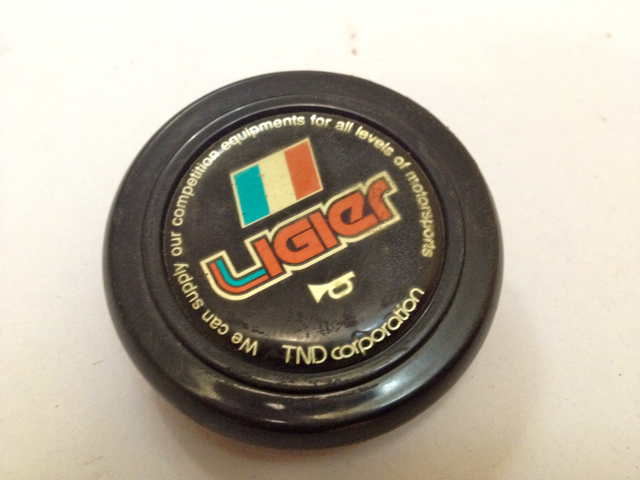 We can supply our competition equipments for all levels of motorsports
LIGIER
TND corporation